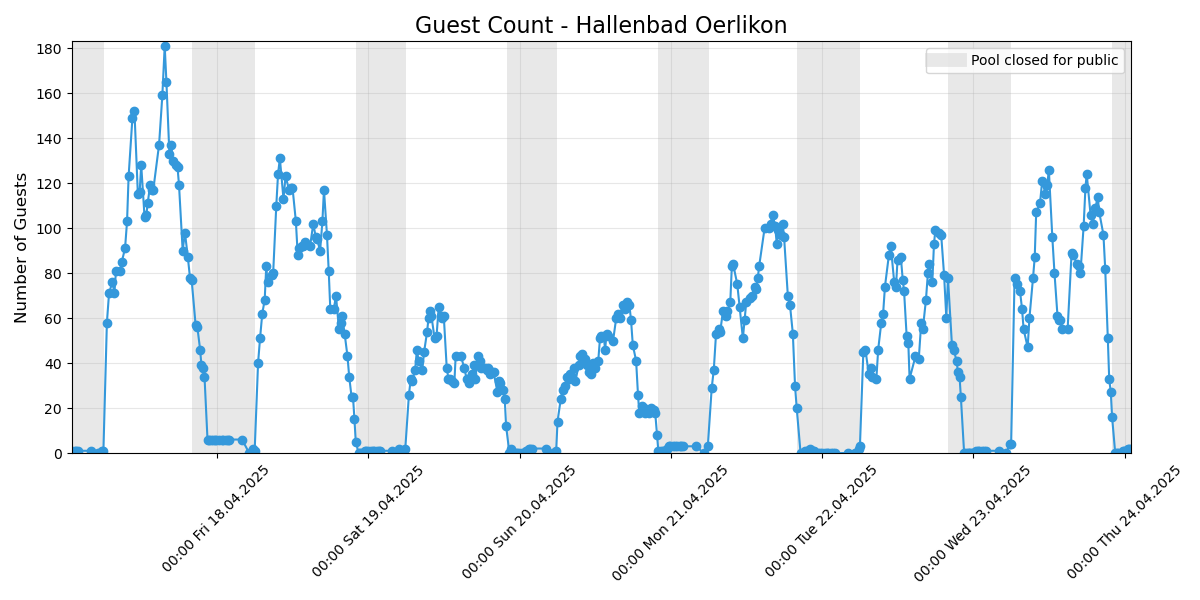 Guest Count - Hallenbad Oerlikon
Pool closed for public
Number of Guests
180
160
140
120
100
80
60
40
20
0
00:00 Fri 18.04.2025
00:00 Sat 19.04.2025
00:00 Sun 20.04.2025
00:00 Mon 21.04.2025
00:00 Tue 22.04.2025
00:00 Wed 23.04.2025
00:00 Thu 24.04.2025